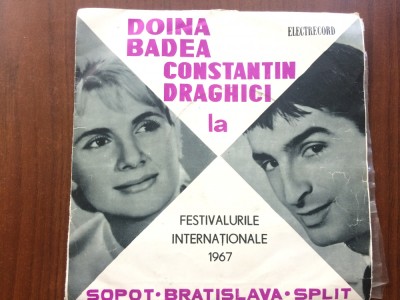 DOINA
BADEA
CONSTANTIN
DRAGHICI
la
ELECTRECORD
FESTIVALURILE
INTERNAȚIONALE
1967
SOPOT • BRATISLAVA • SPLIT